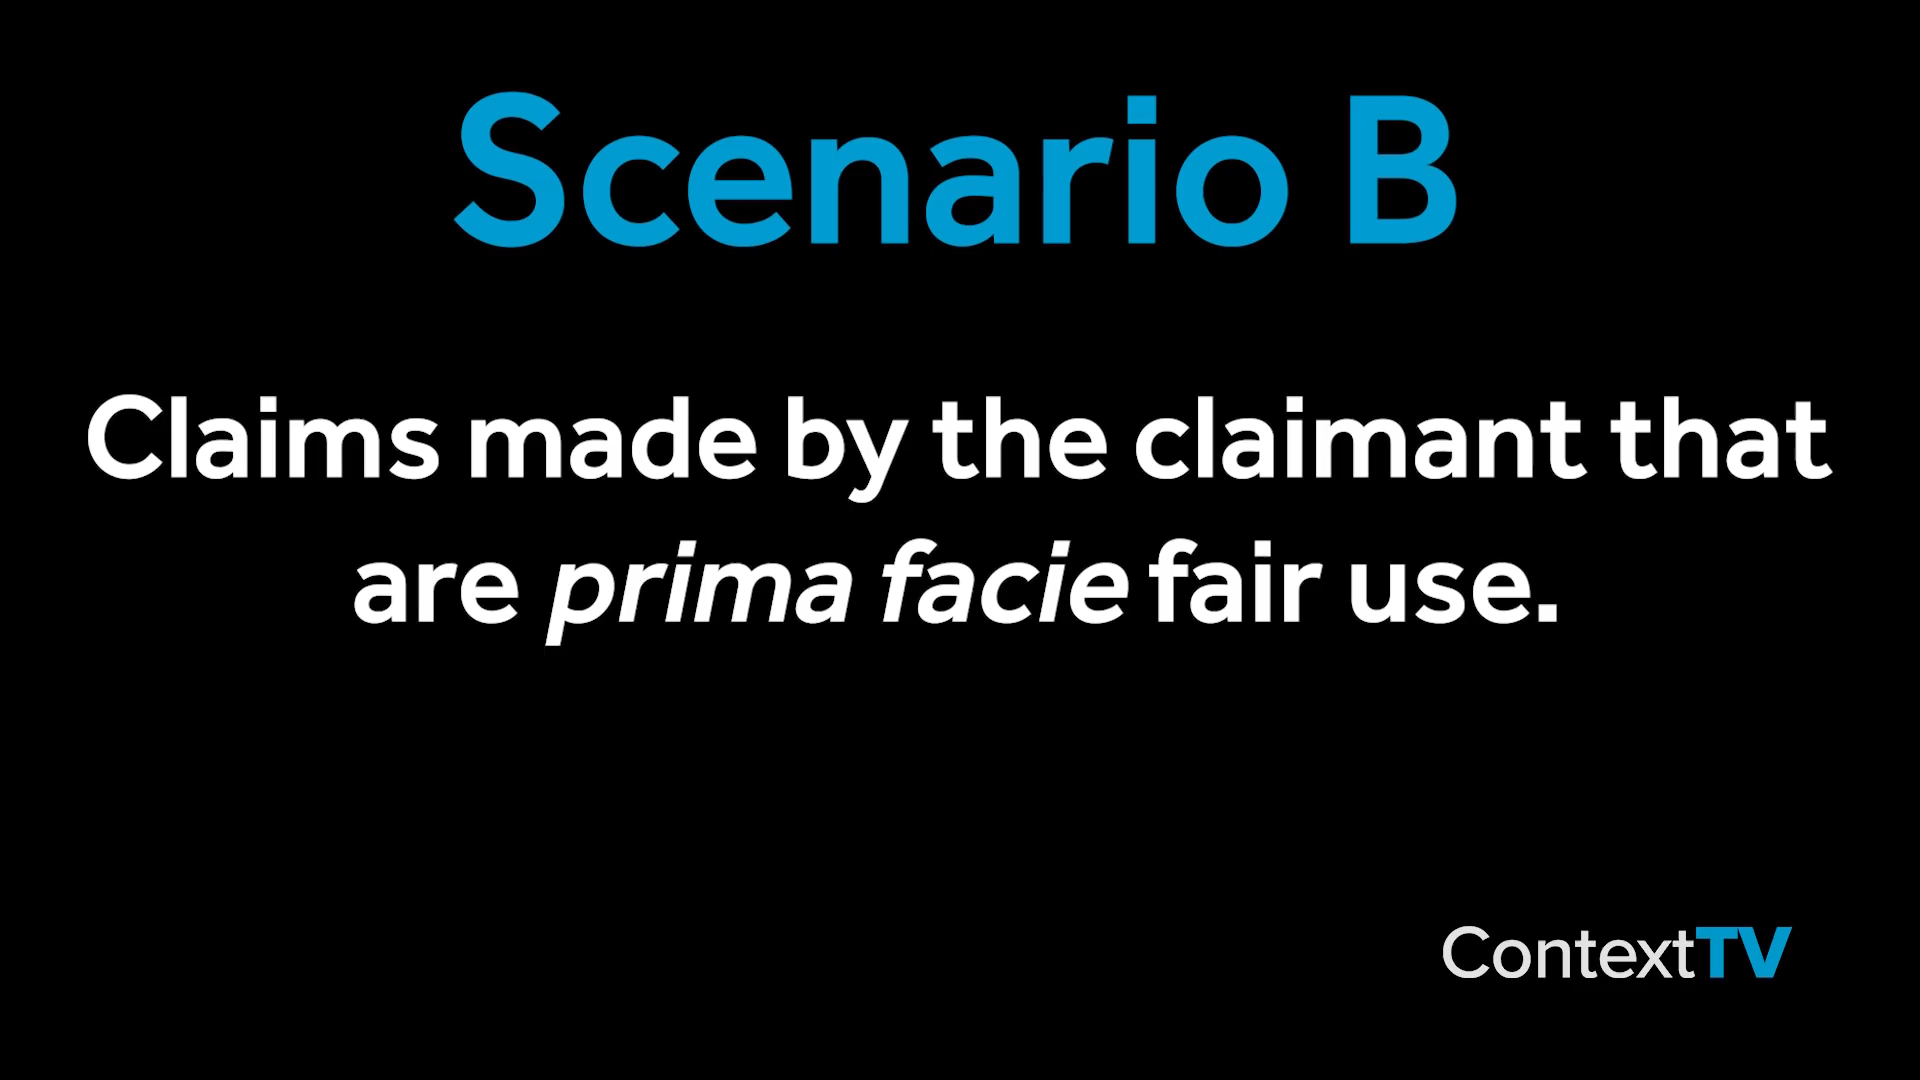 Scenario B
Claims made by the claimant that
are prima facie fair use.
ContextTV